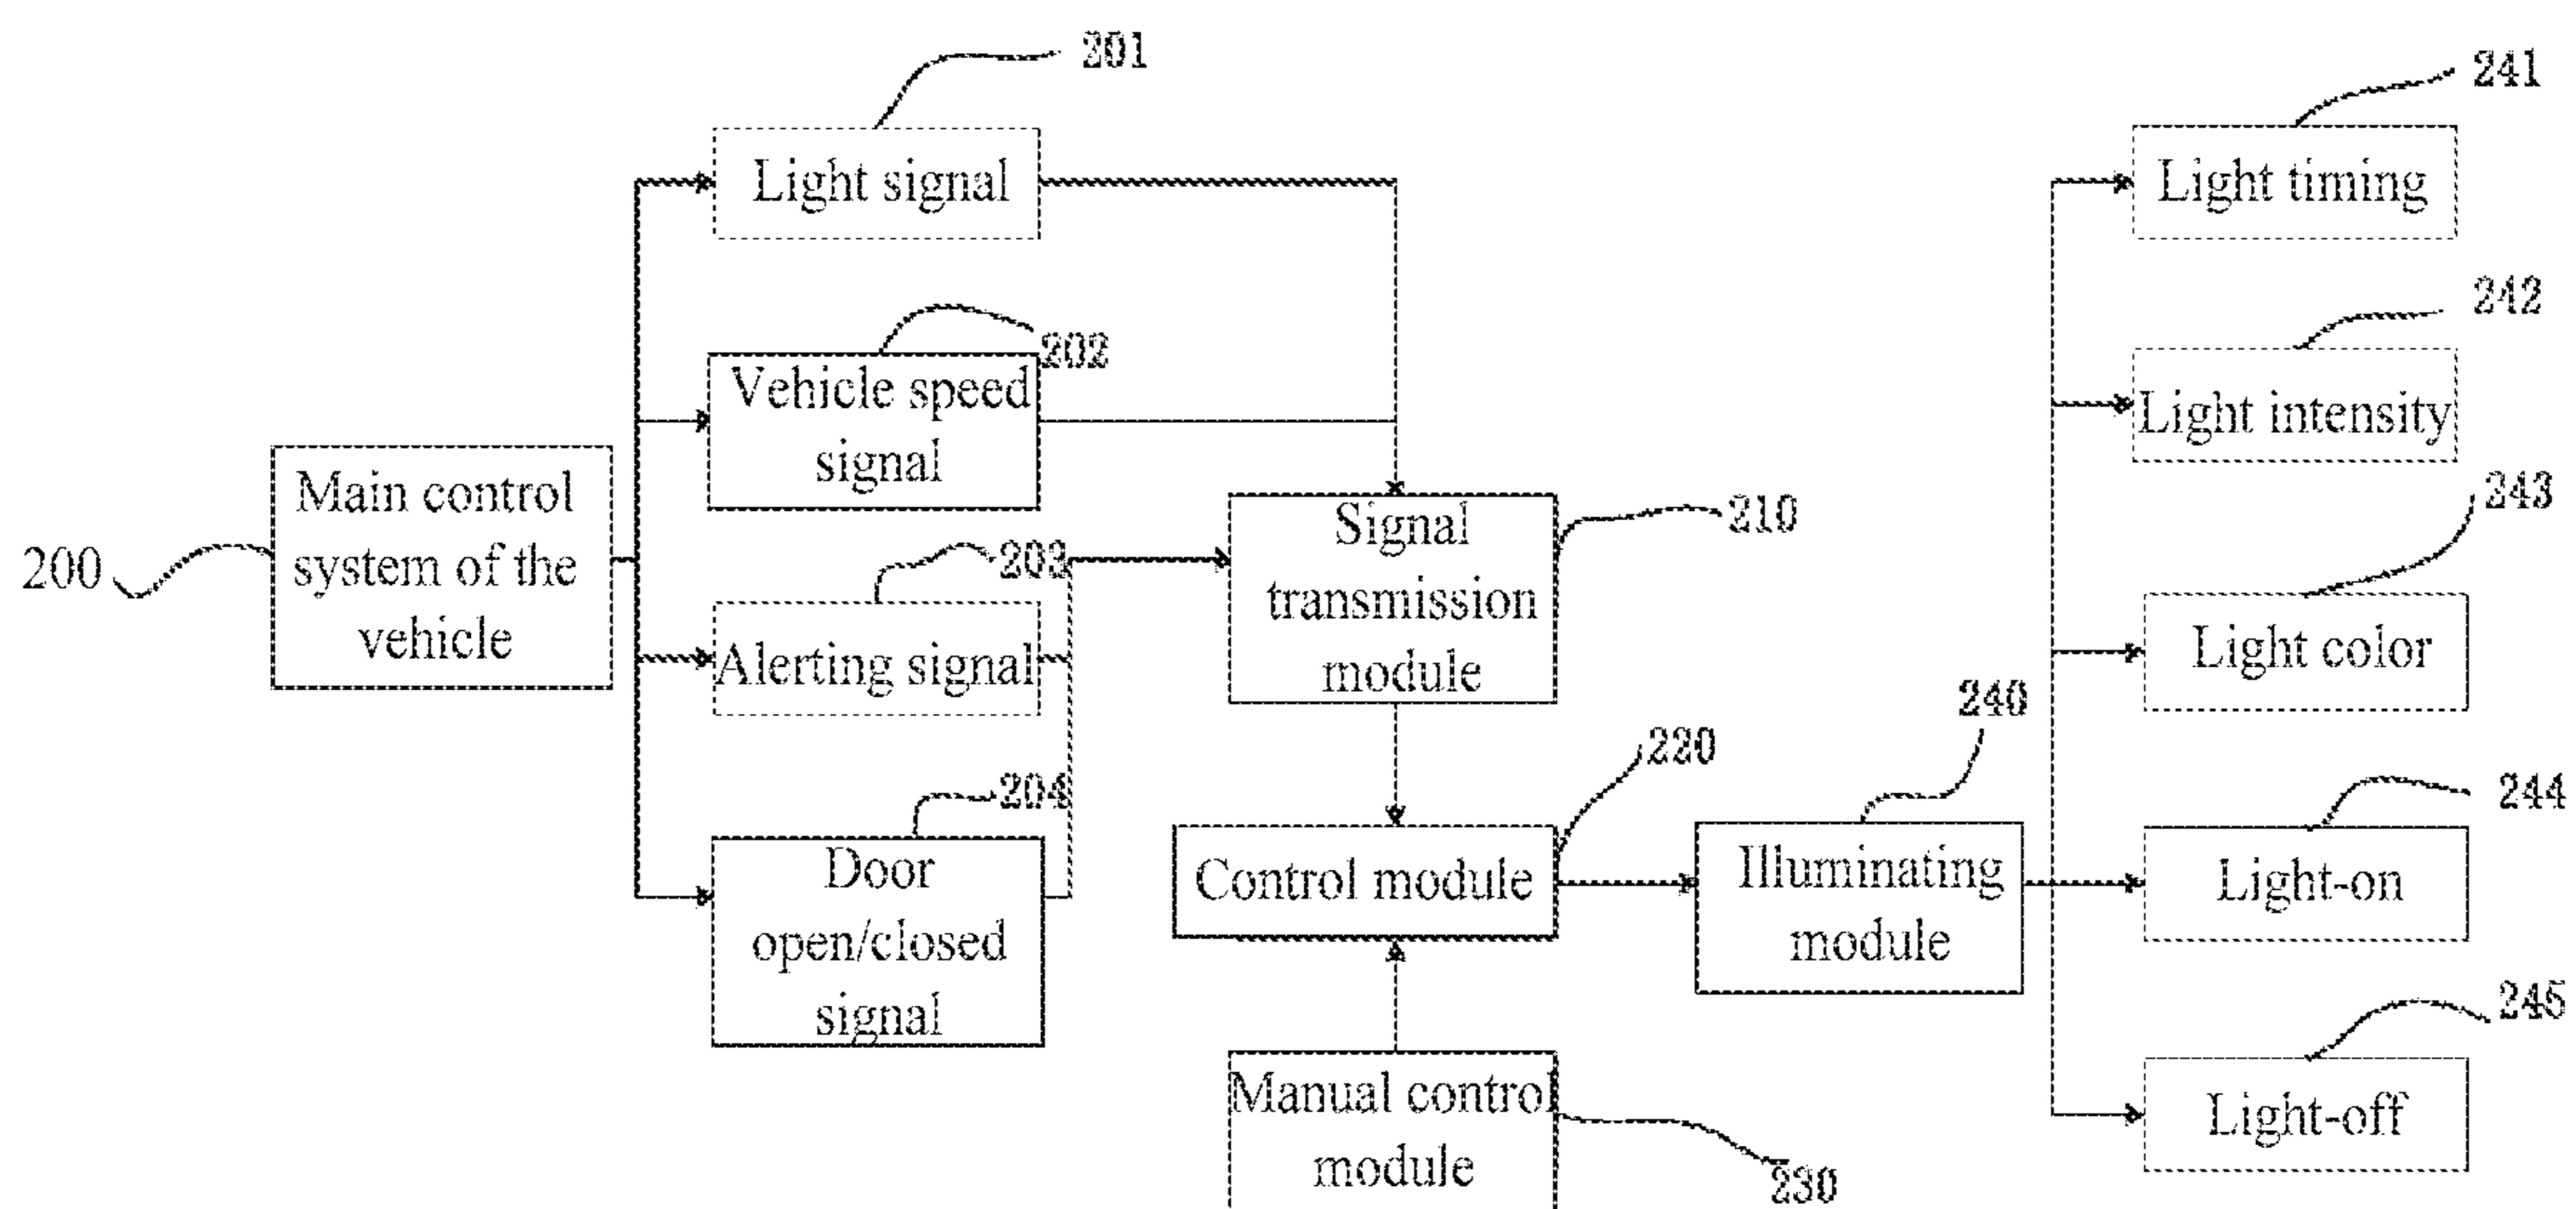 201
Light signal
202
Vehicle speed
signal
200
Main control
system of the
vehicle
203
Alerting signal
204
Door
open/closed
signal
Signal
transmission
module
210
220
Control module
Manual control
module
230
240
Illuminating
module
241
Light timing
242
Light intensity
243
Light color
244
Light-on
245
Light-off